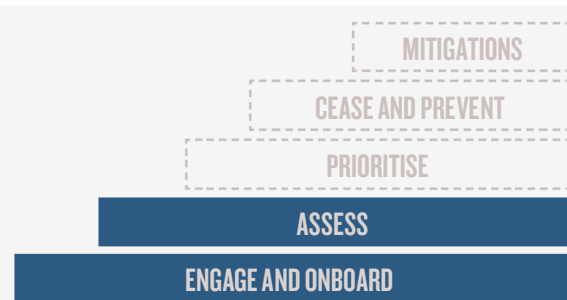 MITIGATIONS
CEASE AND PREVENT
PRIORITISE
ASSESS
ENGAGE AND ONBOARD